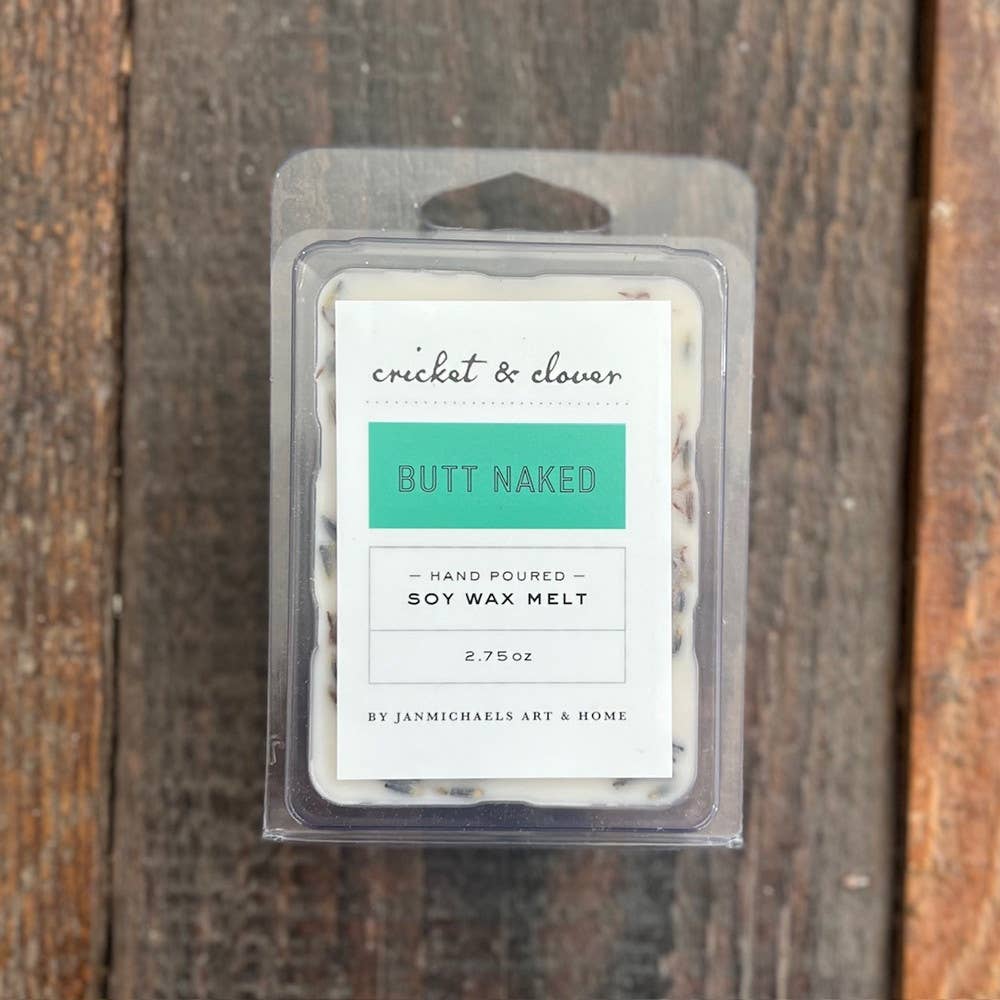 cricket & clover
BUTT NAKED
— HAND POURED —
SOY WAX MELT
2.75oz
BY JANMICHAELS ART & HOME